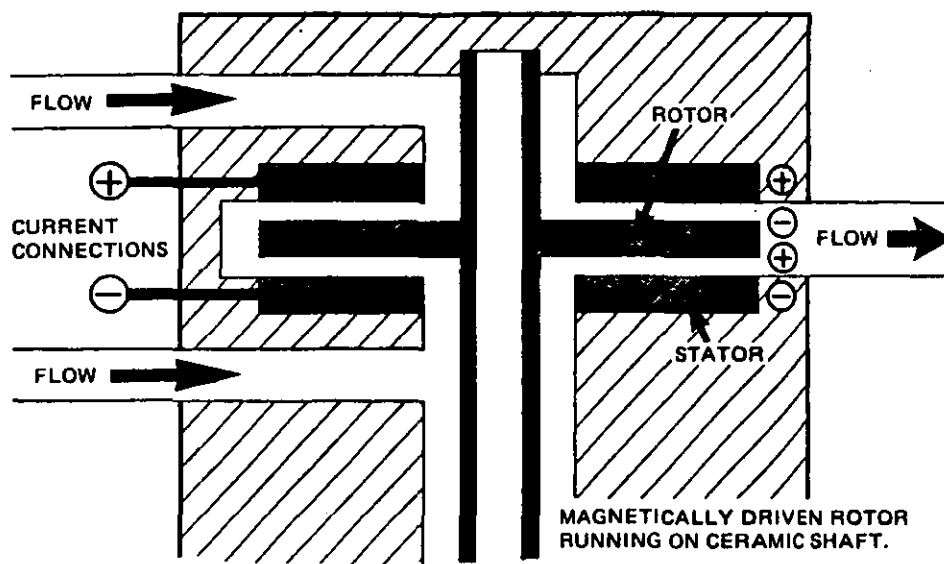 FLOW
ROTOR
+
+
CURRENT
CONNECTIONS
−
FLOW
+
−
−
STATOR
FLOW
MAGNETICALLY DRIVEN ROTOR
RUNNING ON CERAMIC SHAFT.